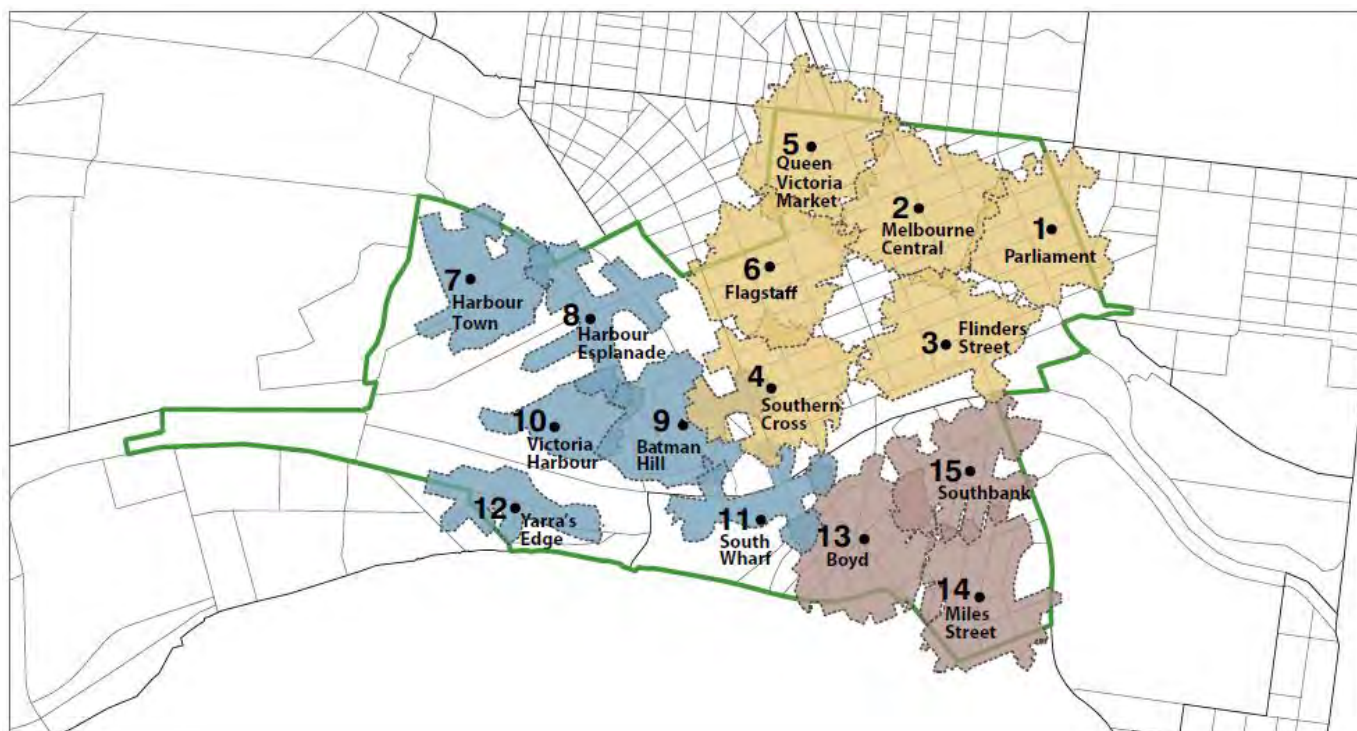 5
Queen
Victoria
Market
2
Melbourne
Central
1
Parliament
6
Flagstaff
7
Harbour
Town
8
Harbour
Esplanade
3
Flinders
Street
4
Southern
Cross
10
Victoria
Harbour
9
Batman
Hill
12
Yarra's
Edge
11
South
Wharf
13
Boyd
15
Southbank
14
Miles
Street